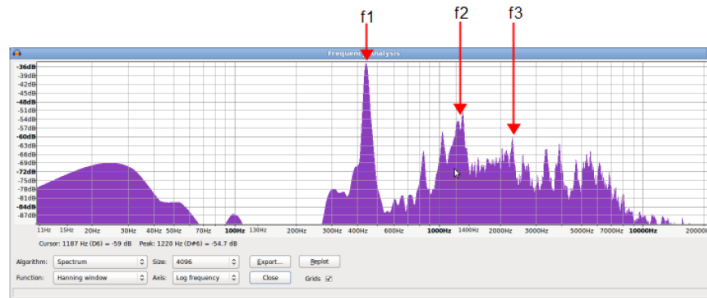 f1 f2 f3
Frequency Analysis
-36dB
-39dB
-42dB
-45dB
-48dB
-51dB
-54dB
-57dB
-60dB
-63dB
-66dB
-69dB
-72dB
-75dB
-78dB
-81dB
-84dB
-87dB
11Hz 15Hz 20Hz 30Hz 40Hz 50Hz 70Hz 100Hz 130Hz 200Hz 300Hz 400Hz 600Hz 1000Hz 1400Hz 2000Hz 3000Hz 5000Hz 7000Hz 10000Hz 20000
Cursor: 1187 Hz (D6) = -59 dB Peak: 1220 Hz (D#6) = -54.7 dB
Algorithm: Spectrum Size: 4096 Export... Replot
Function: Hanning window Axis: Log frequency Close Grids